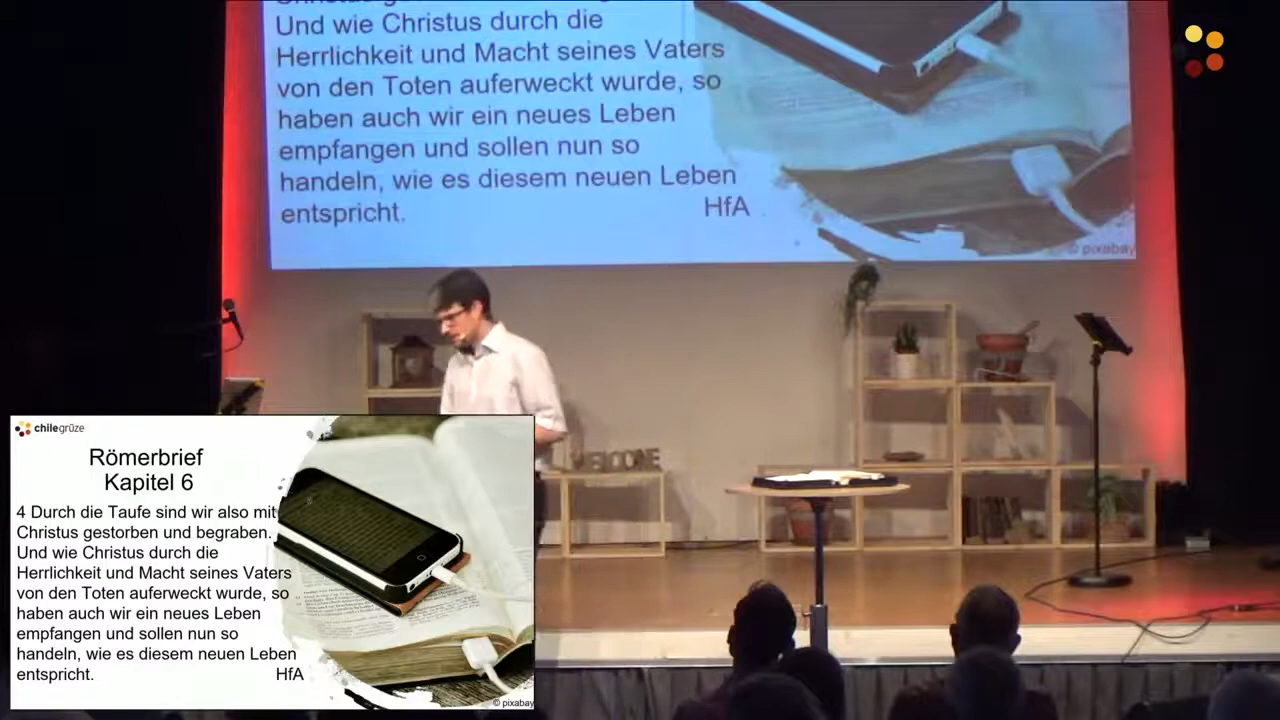 Und wie Christus durch die
Herrlichkeit und Macht seines Vaters
von den Toten auferweckt wurde, so
haben auch wir ein neues Leben
empfangen und sollen nun so
handeln, wie es diesem neuen Leben
entspricht. HfA
© pixabay
WELCOME
chilegrüze
Römerbrief
Kapitel 6
4 Durch die Taufe sind wir also mit
Christus gestorben und begraben.
Und wie Christus durch die
Herrlichkeit und Macht seines Vaters
von den Toten auferweckt wurde, so
haben auch wir ein neues Leben
empfangen und sollen nun so
handeln, wie es diesem neuen Leben
entspricht. HfA
© pixabay